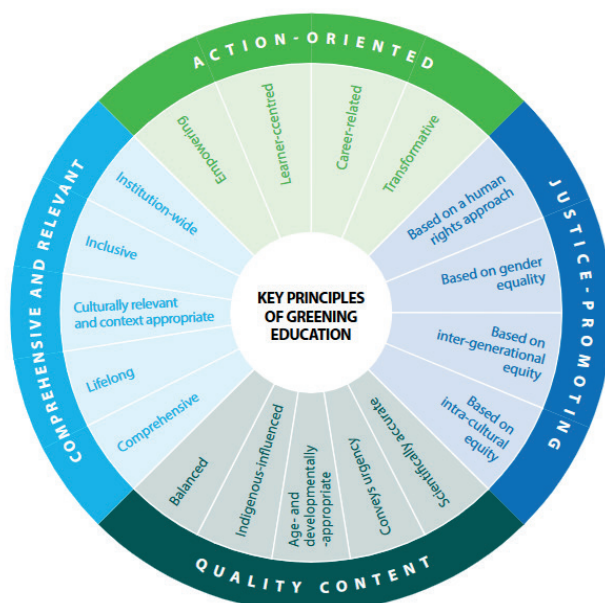 ACTION-ORIENTED
Empowering
Learner-ccentred
Career-related
Transformative
JUSTICE-PROMOTING
Based on a human
rights approach
Based on gender
equality
Based on
inter-generational
equity
Based on
intra-cultural
equity
QUALITY CONTENT
Scientifically accurate
Conveys urgency
Age- and
developmentally
-appropriate
Indigenous-influenced
Balanced
COMPREHENSIVE AND RELEVANT
Comprehensive
Lifelong
Culturally relevant
and context appropriate
Inclusive
Institution-wide
KEY PRINCIPLES
OF GREENING
EDUCATION